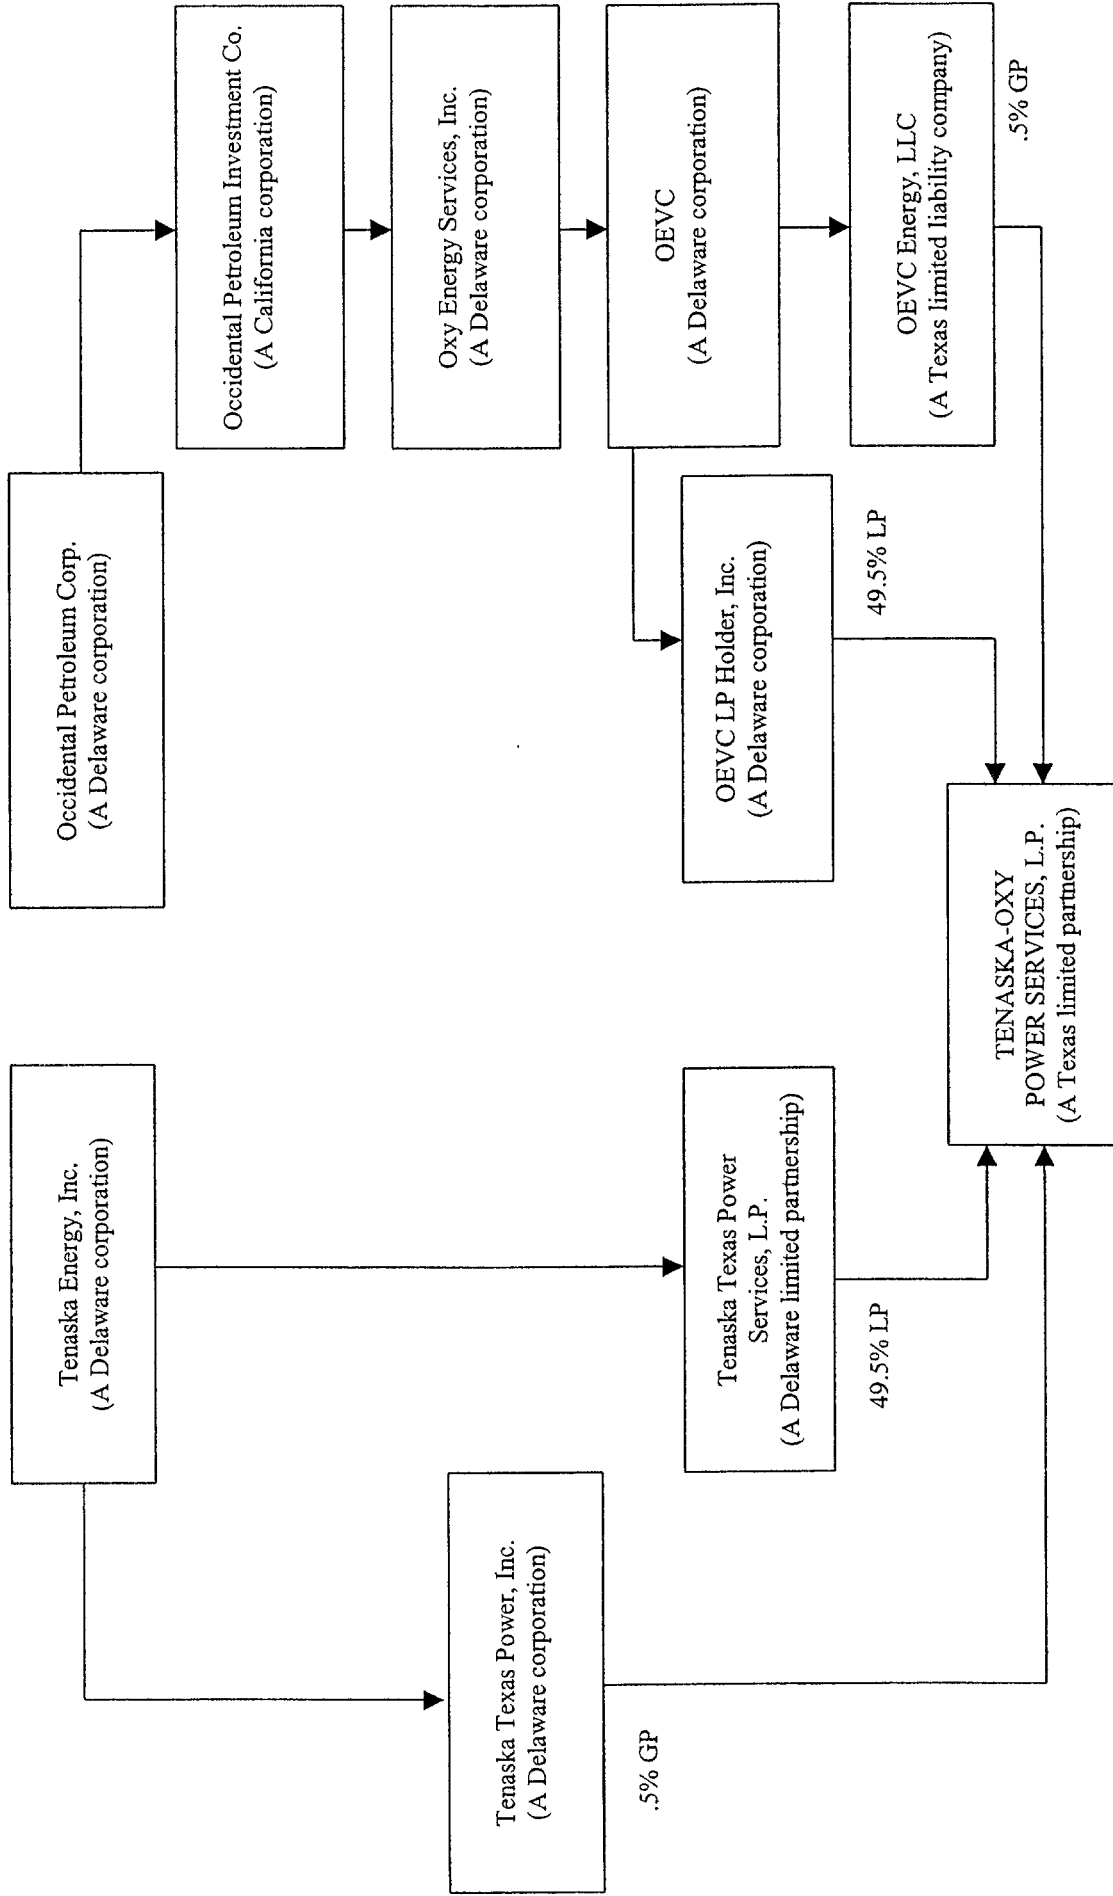 Tenaska Energy, Inc.
(A Delaware corporation)
Occidental Petroleum Corp.
(A Delaware corporation)
Occidental Petroleum Investment Co.
(A California corporation)
Oxy Energy Services, Inc.
(A Delaware corporation)
Tenaska Texas Power, Inc.
(A Delaware corporation)
.5% GP
OEVC
(A Delaware corporation)
Tenaska Texas Power
Services, L.P.
(A Delaware limited partnership)
49.5% LP
OEVC LP Holder, Inc.
(A Delaware corporation)
49.5% LP
OEVC Energy, LLC
(A Texas limited liability company)
.5% GP
TENASKA-OXY
POWER SERVICES, L.P.
(A Texas limited partnership)